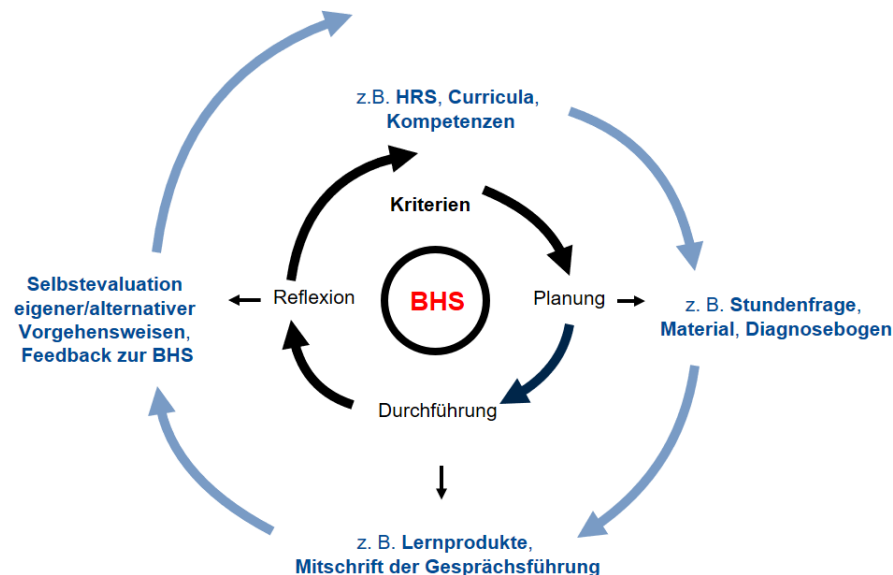 z.B. HRS, Curricula,
Kompetenzen
Kriterien
Selbstevaluation
eigener/alternativer
Vorgehensweisen,
Feedback zur BHS
Reflexion
BHS
Planung
z. B. Stundenfrage,
Material, Diagnosebogen
Durchführung
z. B. Lernprodukte,
Mitschrift der Gesprächsführung